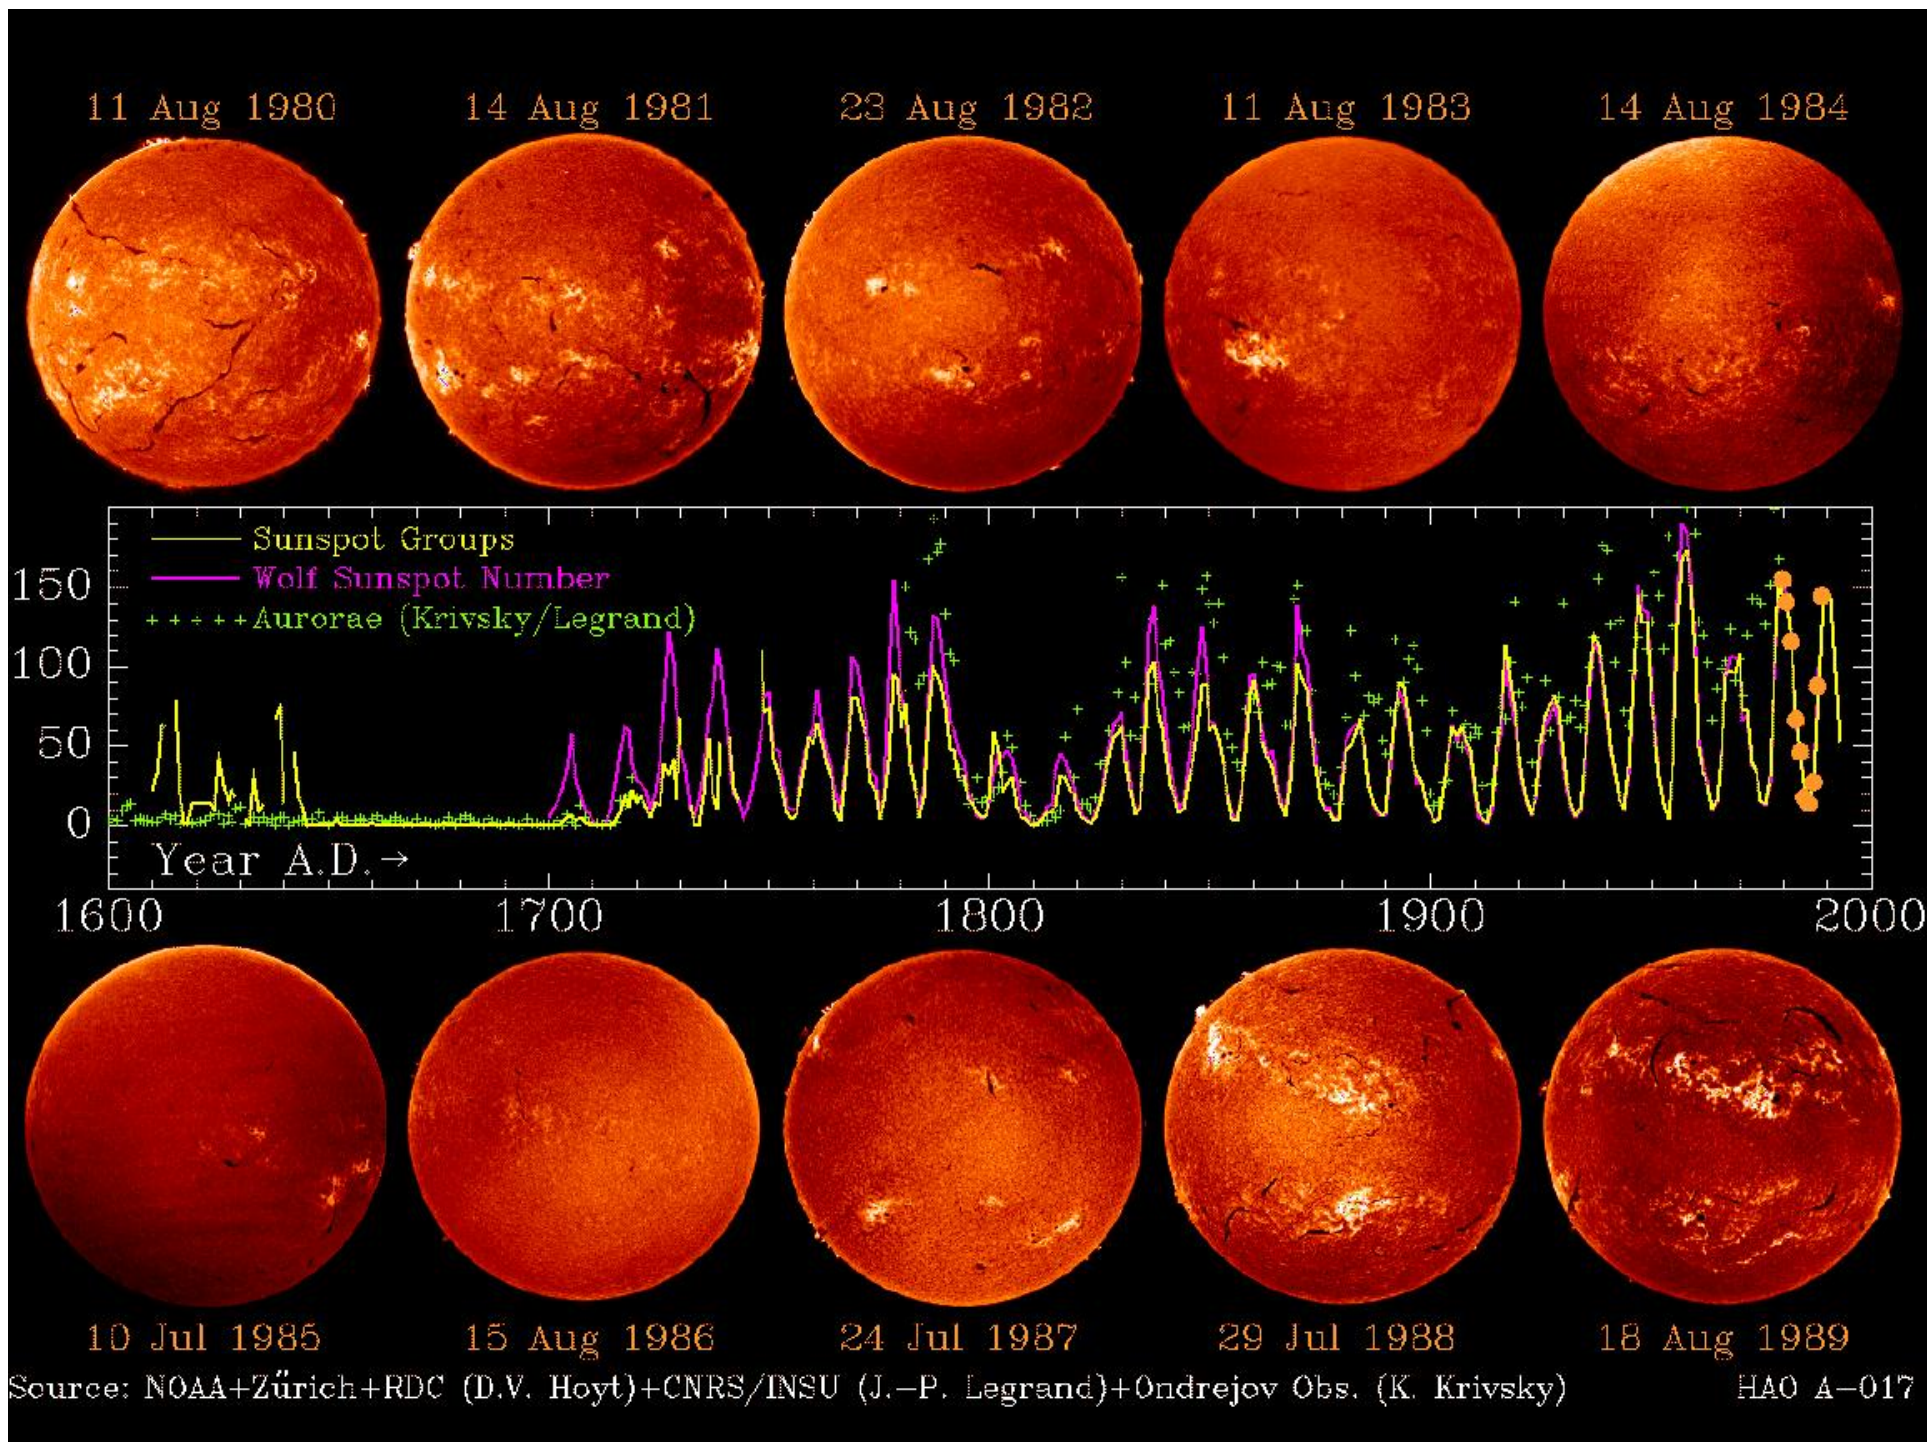 11 Aug 1980
14 Aug 1981
23 Aug 1982
11 Aug 1983
14 Aug 1984
Sunspot Groups
Wolf Sunspot Number
++++++Aurorae (Krivsky/Legrand)
150
100
50
0
Year A.D.→
1600
1700
1800
1900
2000
10 Jul 1985
15 Aug 1986
24 Jul 1987
29 Jul 1988
18 Aug 1989
Source: NOAA+Zürich+RDC (D.V. Hoyt)+CNRS/INSU (J.-P. Legrand)+Ondrejov Obs. (K. Krivsky)
HAO A-017